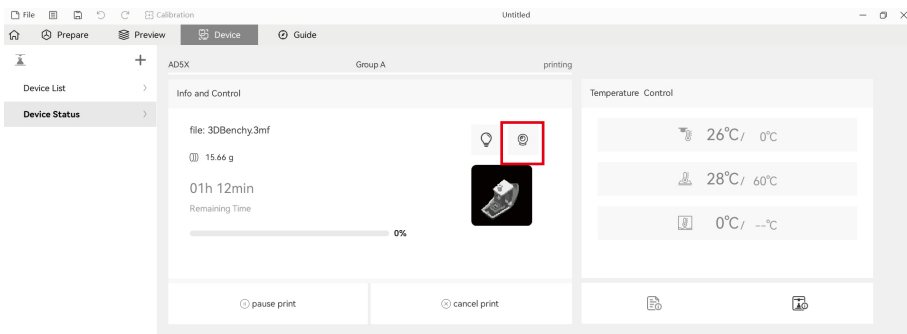 File Calibration Untitled
Prepare Preview Device Guide
AD5X Group A printing
Device List
Device Status
Info and Control
file: 3DBenchy.3mf
15.66 g
01h 12min
Remaining Time
0%
pause print
cancel print
Temperature Control
26°C/ 0°C
28°C/ 60°C
0°C/ --°C